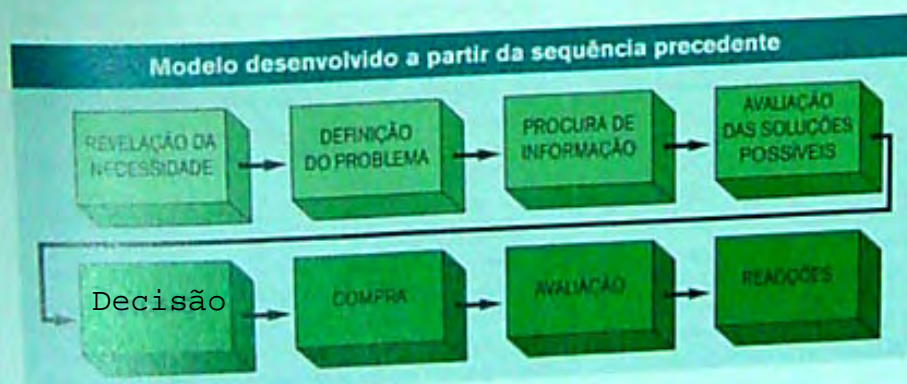 Modelo desenvolvido a partir da sequência precedente
REVELAÇÃO DA
NECESSIDADE
DEFINIÇÃO
DO PROBLEMA
PROCURA DE
INFORMAÇÃO
AVALIAÇÃO
DAS SOLUÇÕES
POSSÍVEIS
Decisão
COMPRA
AVALIAÇÃO
REACÇÕES